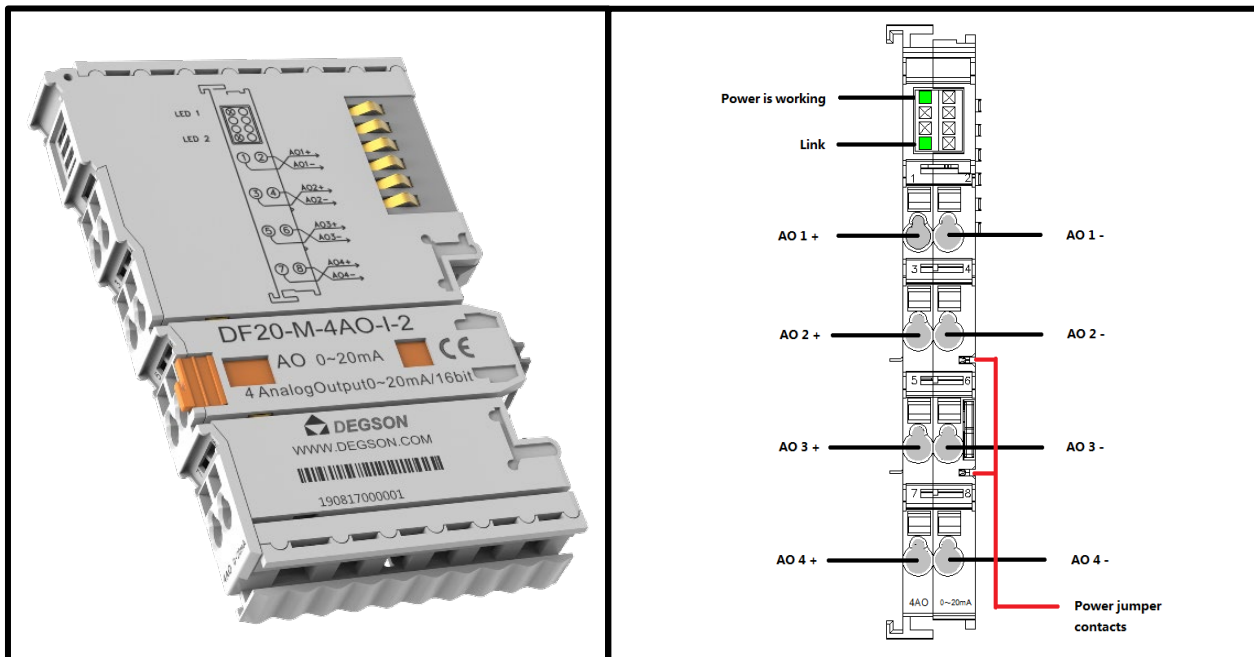 LED 1
LED 2
1 2
AO1+
AO1-
3 4
AO2+
AO2-
5 6
AO3+
AO3-
7 8
AO4+
AO4-
DF20-M-4AO-I-2
AO 0~20mA
CE
4 AnalogOutput0~20mA/16bit
DEGSON
WWW.DEGSON.COM
190817000001
4AO 0~20mA
Power is working
Link
1 2
AO 1 +
AO 1 -
3 4
AO 2 +
AO 2 -
5 6
AO 3 +
AO 3 -
7 8
AO 4 +
AO 4 -
4AO 0~20mA
Power jumper
contacts